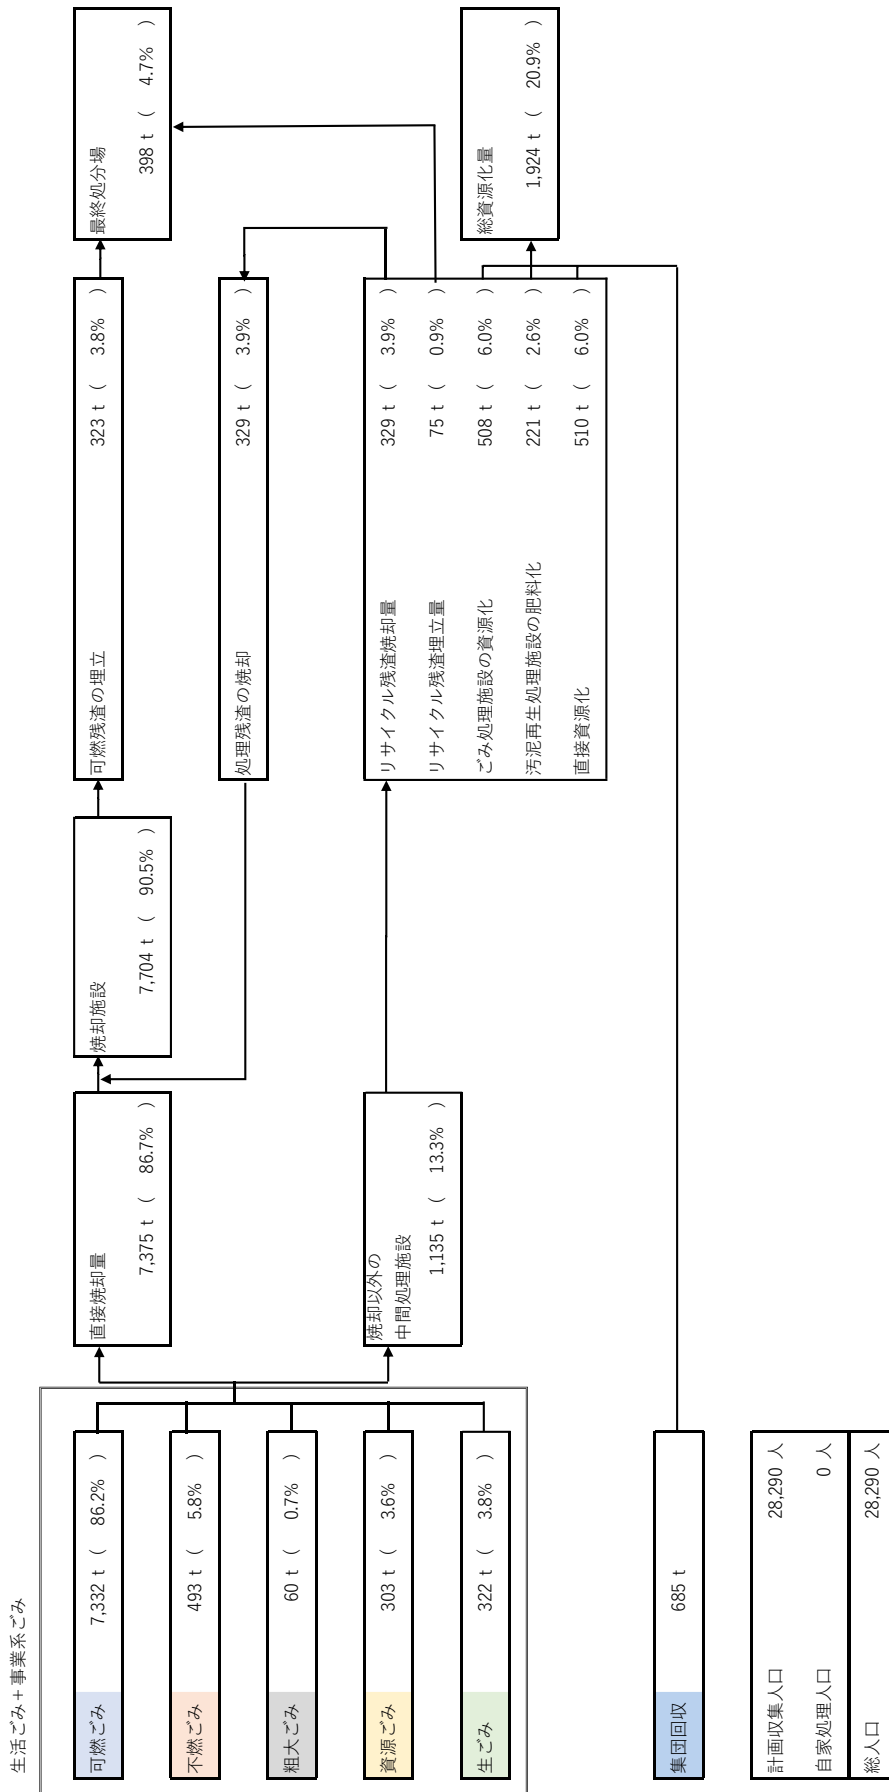 生活ごみ+事業系ごみ
可燃ごみ 7,332 t ( 86.2% )
不燃ごみ 493 t ( 5.8% )
粗大ごみ 60 t ( 0.7% )
資源ごみ 303 t ( 3.6% )
生ごみ 322 t ( 3.8% )
集団回収 685 t
計画収集人口 28,290 人
自家処理人口 0 人
総人口 28,290 人
直接焼却量
7,375 t ( 86.7% )
焼却以外の
中間処理施設
1,135 t ( 13.3% )
焼却施設
7,704 t ( 90.5% )
可燃残渣の埋立 323 t ( 3.8% )
処理残渣の焼却 329 t ( 3.9% )
リサイクル残渣焼却量 329 t ( 3.9% )
リサイクル残渣埋立量 75 t ( 0.9% )
ごみ処理施設の資源化 508 t ( 6.0% )
汚泥再生処理施設の肥料化 221 t ( 2.6% )
直接資源化 510 t ( 6.0% )
最終処分場
398 t ( 4.7% )
総資源化量
1,924 t ( 20.9% )